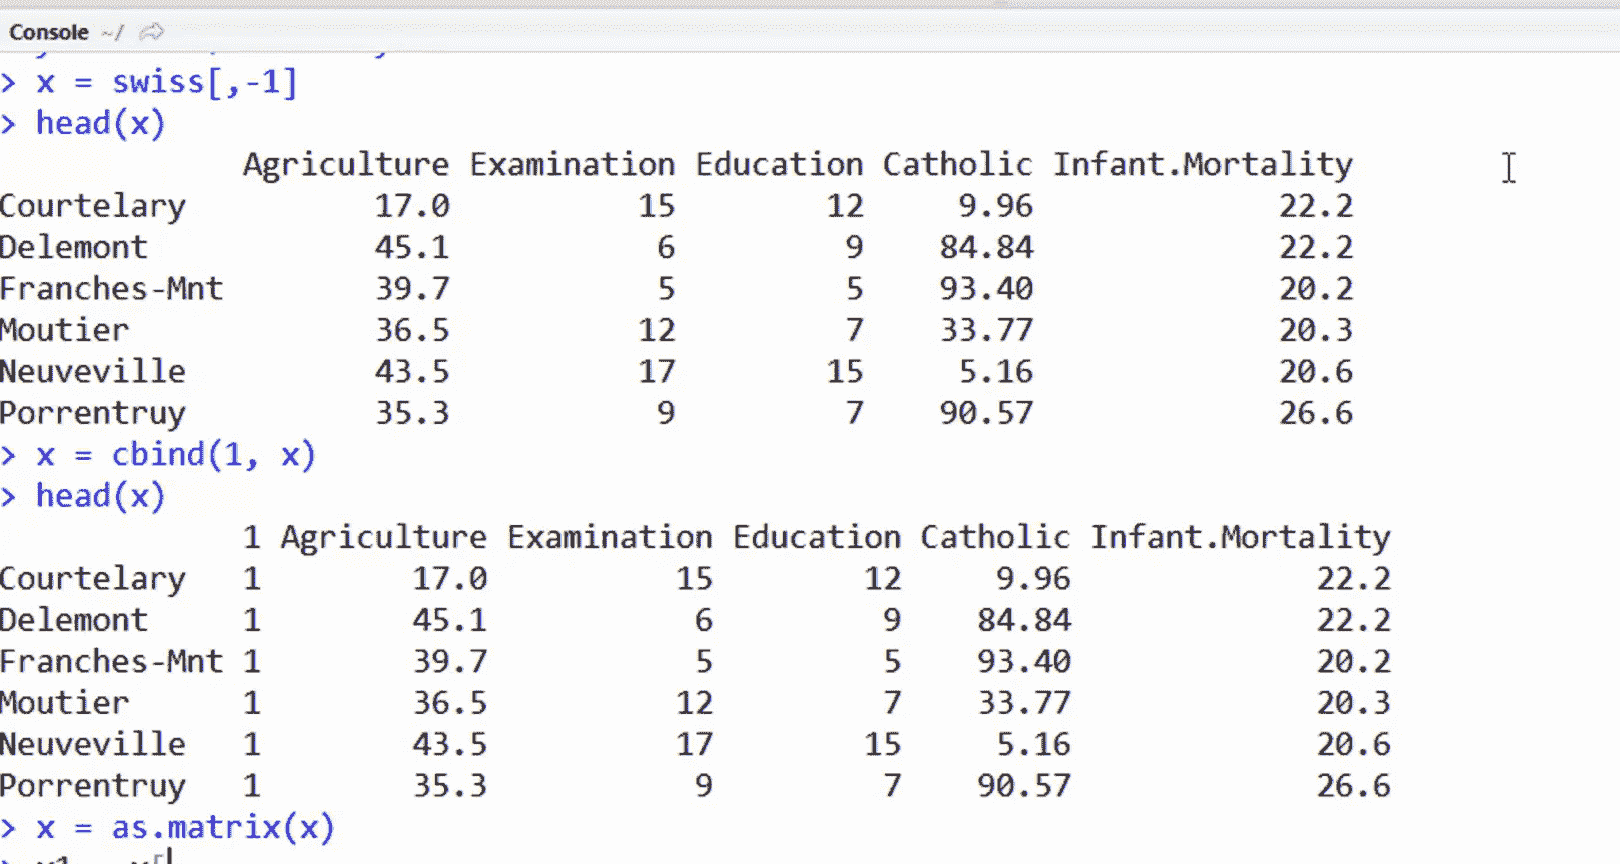 Console ~/
> x = swiss[,-1]
> head(x)
Agriculture Examination Education Catholic Infant.Mortality
Courtelary 17.0 15 12 9.96 22.2
Delemont 45.1 6 9 84.84 22.2
Franches-Mnt 39.7 5 5 93.40 20.2
Moutier 36.5 12 7 33.77 20.3
Neuveville 43.5 17 15 5.16 20.6
Porrentruy 35.3 9 7 90.57 26.6
> x = cbind(1, x)
> head(x)
1 Agriculture Examination Education Catholic Infant.Mortality
Courtelary 1 17.0 15 12 9.96 22.2
Delemont 1 45.1 6 9 84.84 22.2
Franches-Mnt 1 39.7 5 5 93.40 20.2
Moutier 1 36.5 12 7 33.77 20.3
Neuveville 1 43.5 17 15 5.16 20.6
Porrentruy 1 35.3 9 7 90.57 26.6
> x = as.matrix(x)